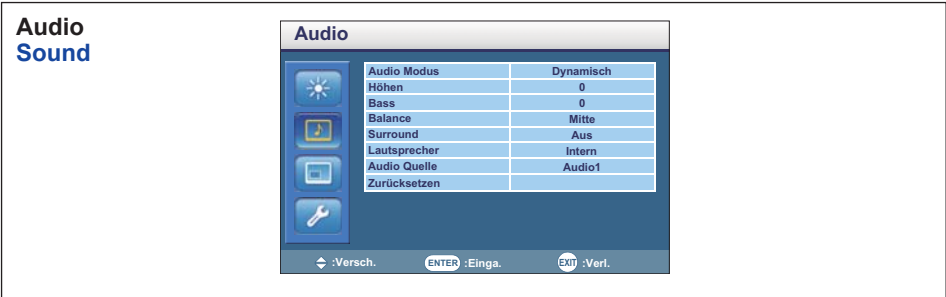 Audio
Sound
Audio
Audio Modus Dynamisch
Höhen 0
Bass 0
Balance Mitte
Surround Aus
Lautsprecher Intern
Audio Quelle Audio1
Zurücksetzen
:Versch. ENTER :Einga. EXIT :Verl.